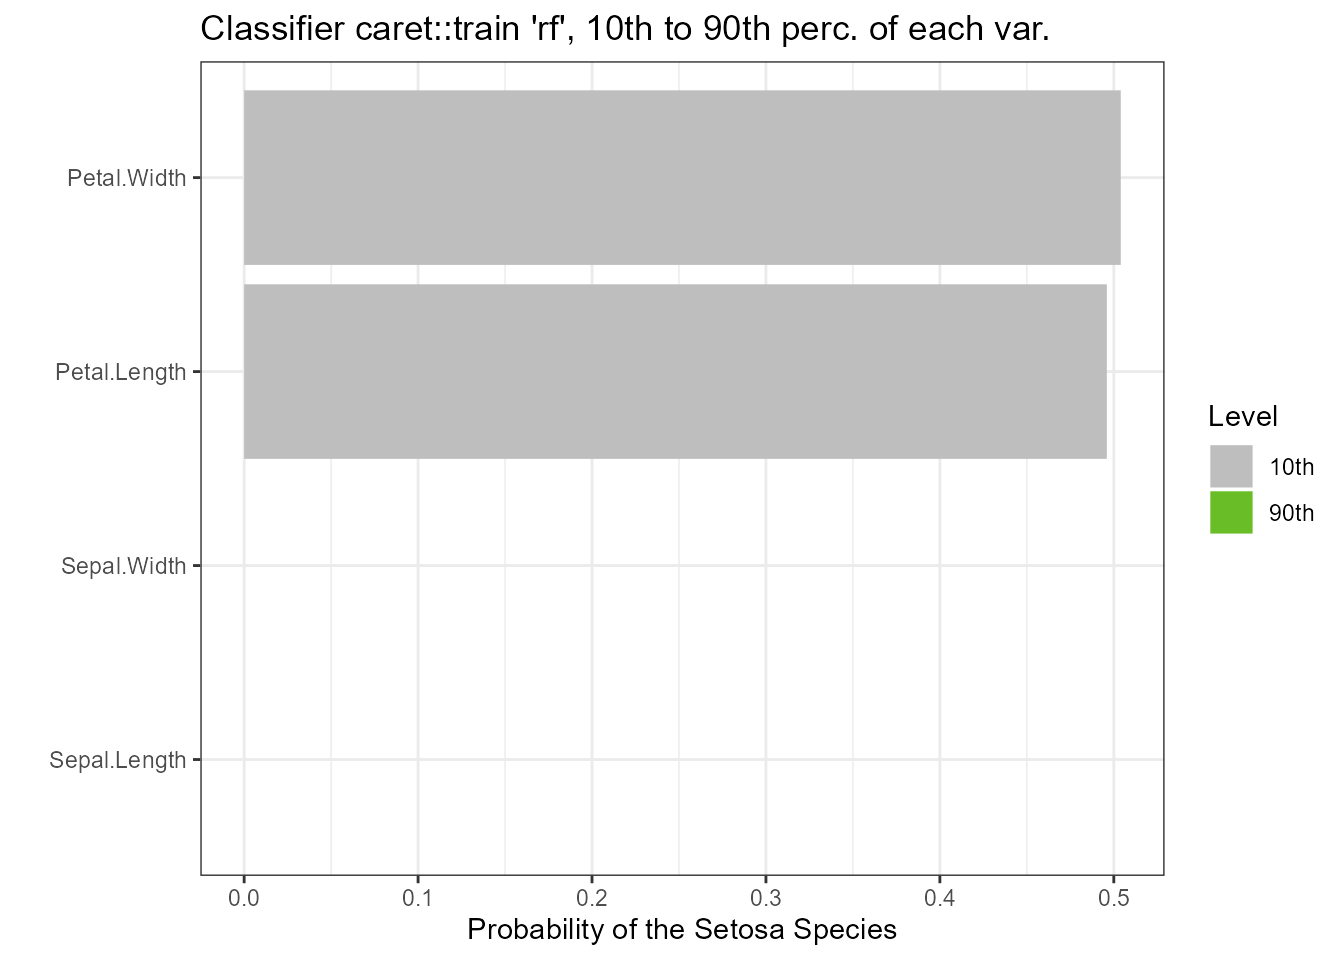 Classifier caret::train 'rf', 10th to 90th perc. of each var.
Petal.Width
Petal.Length
Sepal.Width
Sepal.Length
0.0 0.1 0.2 0.3 0.4 0.5
Probability of the Setosa Species
Level
10th
90th